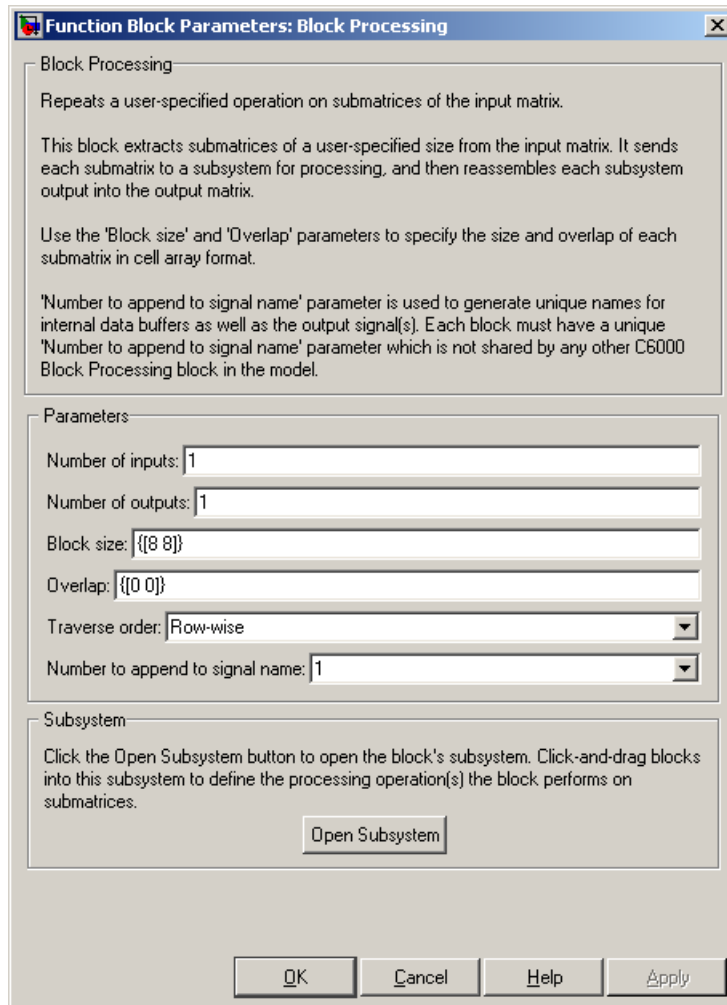 Function Block Parameters: Block Processing
Block Processing
Repeats a user-specified operation on submatrices of the input matrix.
This block extracts submatrices of a user-specified size from the input matrix. It sends
each submatrix to a subsystem for processing, and then reassembles each subsystem
output into the output matrix.
Use the 'Block size' and 'Overlap' parameters to specify the size and overlap of each
submatrix in cell array format.
'Number to append to signal name' parameter is used to generate unique names for
internal data buffers as well as the output signal(s). Each block must have a unique
'Number to append to signal name' parameter which is not shared by any other C6000
Block Processing block in the model.
Parameters
Number of inputs: 1
Number of outputs: 1
Block size: {[8 8]}
Overlap: {[0 0]}
Traverse order: Row-wise
Number to append to signal name: 1
Subsystem
Click the Open Subsystem button to open the block's subsystem. Click-and-drag blocks
into this subsystem to define the processing operation(s) the block performs on
submatrices.
Open Subsystem
OK Cancel Help Apply